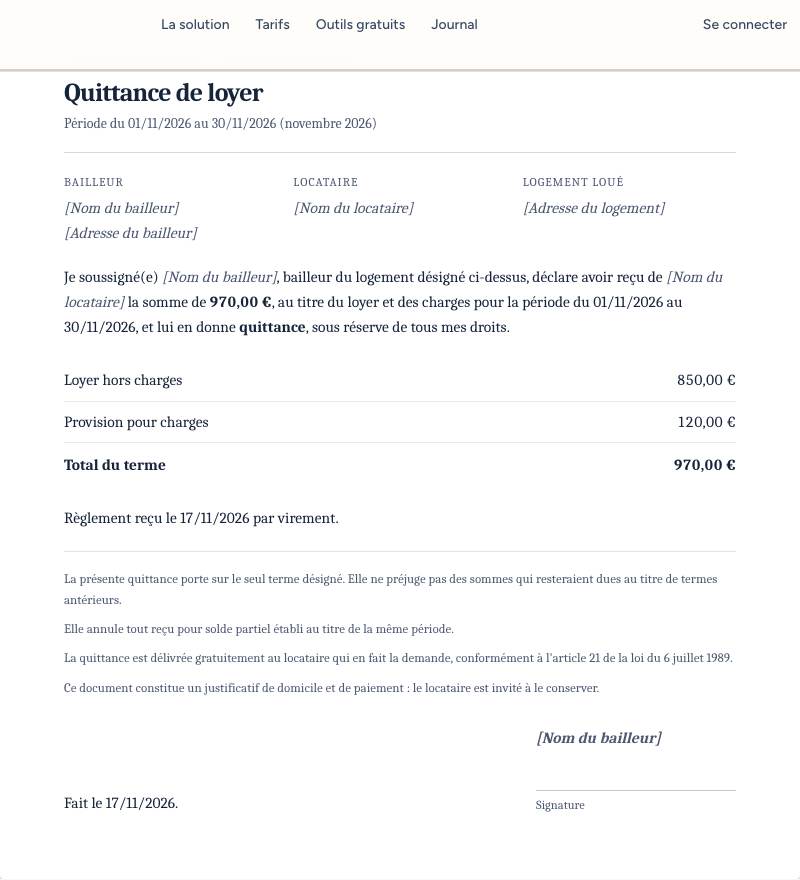 La solution Tarifs Outils gratuits Journal Se connecter
Quittance de loyer
Période du 01/11/2026 au 30/11/2026 (novembre 2026)
BAILLEUR LOCATAIRE LOGEMENT LOUÉ
[Nom du bailleur] [Nom du locataire] [Adresse du logement]
[Adresse du bailleur]
Je soussigné(e) [Nom du bailleur], bailleur du logement désigné ci-dessus, déclare avoir reçu de [Nom du
locataire] la somme de 970,00 €, au titre du loyer et des charges pour la période du 01/11/2026 au
30/11/2026, et lui en donne quittance, sous réserve de tous mes droits.
Loyer hors charges 850,00 €
Provision pour charges 120,00 €
Total du terme 970,00 €
Règlement reçu le 17/11/2026 par virement.
La présente quittance porte sur le seul terme désigné. Elle ne préjuge pas des sommes qui resteraient dues au titre de termes
antérieurs.
Elle annule tout reçu pour solde partiel établi au titre de la même période.
La quittance est délivrée gratuitement au locataire qui en fait la demande, conformément à l'article 21 de la loi du 6 juillet 1989.
Ce document constitue un justificatif de domicile et de paiement : le locataire est invité à le conserver.
[Nom du bailleur]
Fait le 17/11/2026.
Signature